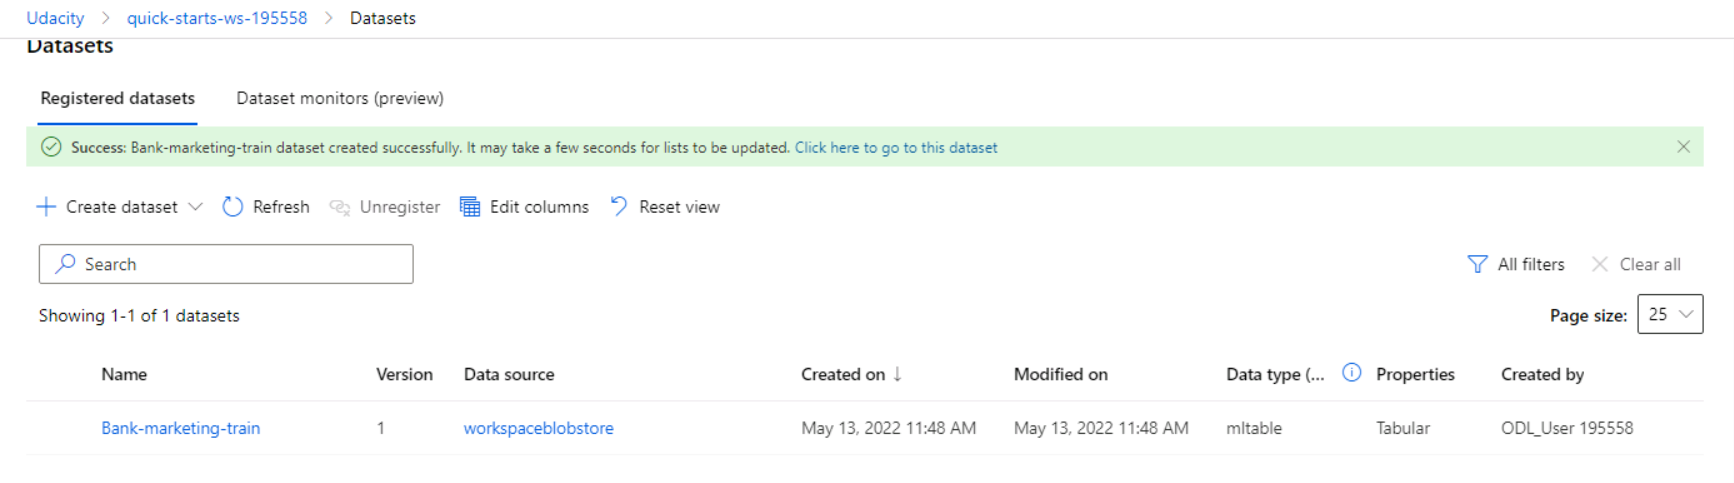 Udacity > quick-starts-ws-195558 > Datasets
Datasets
Registered datasets Dataset monitors (preview)
Success: Bank-marketing-train dataset created successfully. It may take a few seconds for lists to be updated. Click here to go to this dataset
Create dataset Refresh Unregister Edit columns Reset view
Search All filters Clear all
Showing 1-1 of 1 datasets Page size: 25
Name Version Data source Created on ↓ Modified on Data type (... Properties Created by
Bank-marketing-train 1 workspaceblobstore May 13, 2022 11:48 AM May 13, 2022 11:48 AM mltable Tabular ODL_User 195558